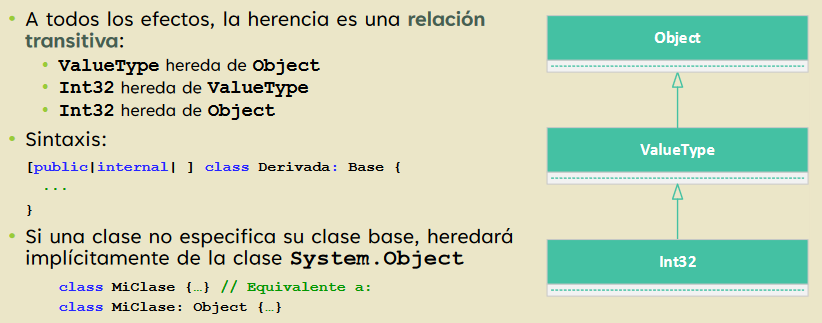 • A todos los efectos, la herencia es una relación
transitiva:
• ValueType hereda de Object
• Int32 hereda de ValueType
• Int32 hereda de Object
• Sintaxis:
[public|internal| ] class Derivada: Base {
...
}
• Si una clase no especifica su clase base, heredará
implícitamente de la clase System.Object
class MiClase {…} // Equivalente a:
class MiClase: Object {…}
Object
ValueType
Int32